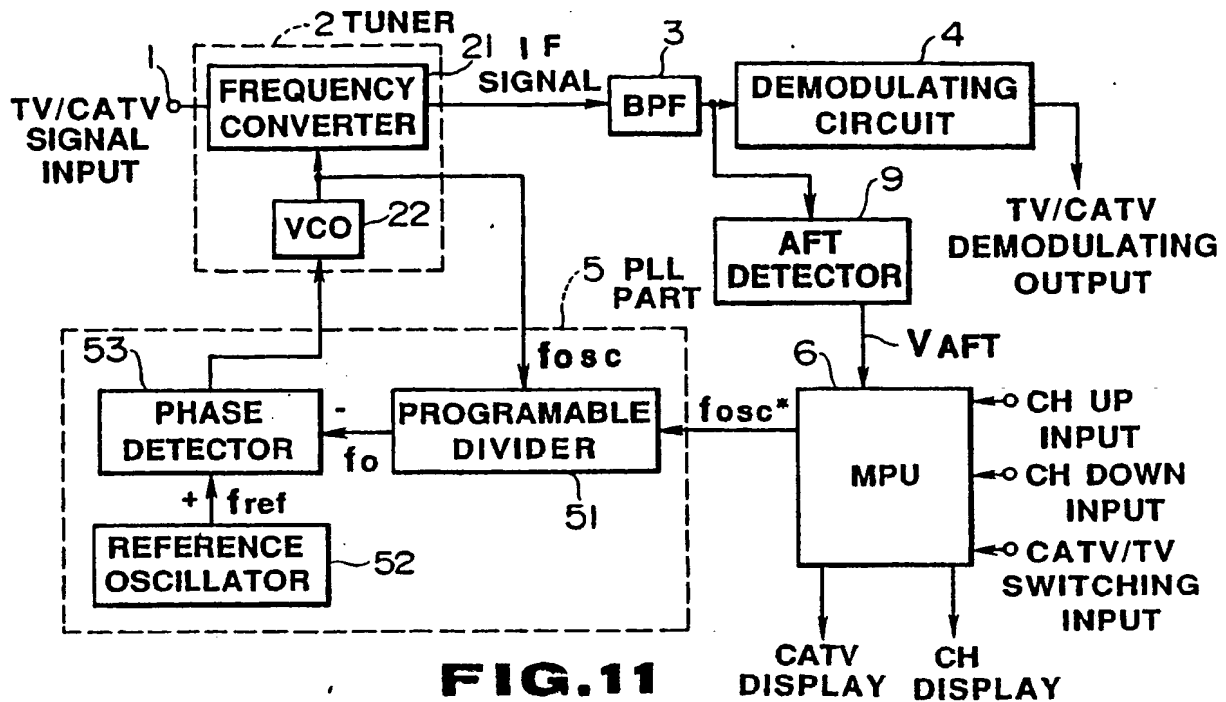 2 TUNER
1
TV/CATV
SIGNAL
INPUT
21
FREQUENCY
CONVERTER
VCO
22
IF
SIGNAL
3
BPF
4
DEMODULATING
CIRCUIT
9
AFT
DETECTOR
TV/CATV
DEMODULATING
OUTPUT
5 PLL
PART
53
PHASE
DETECTOR
-
fo
+
fref
REFERENCE
OSCILLATOR
52
fosc
PROGRAMABLE
DIVIDER
51
fosc*
VAFT
6
MPU
CH UP
INPUT
CH DOWN
INPUT
CATV/TV
SWITCHING
INPUT
CATV
DISPLAY
CH
DISPLAY
FIG.11